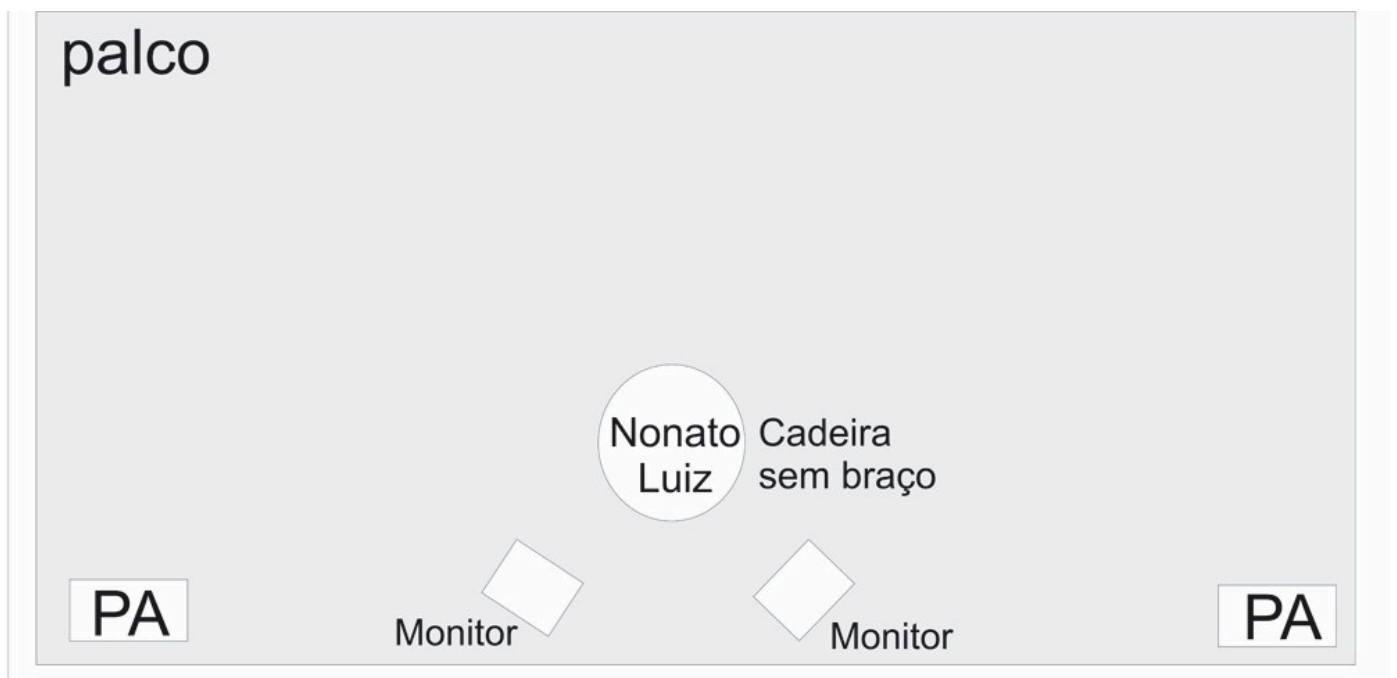 palco
Nonato
Luiz
Cadeira
sem braço
PA
Monitor
Monitor
PA